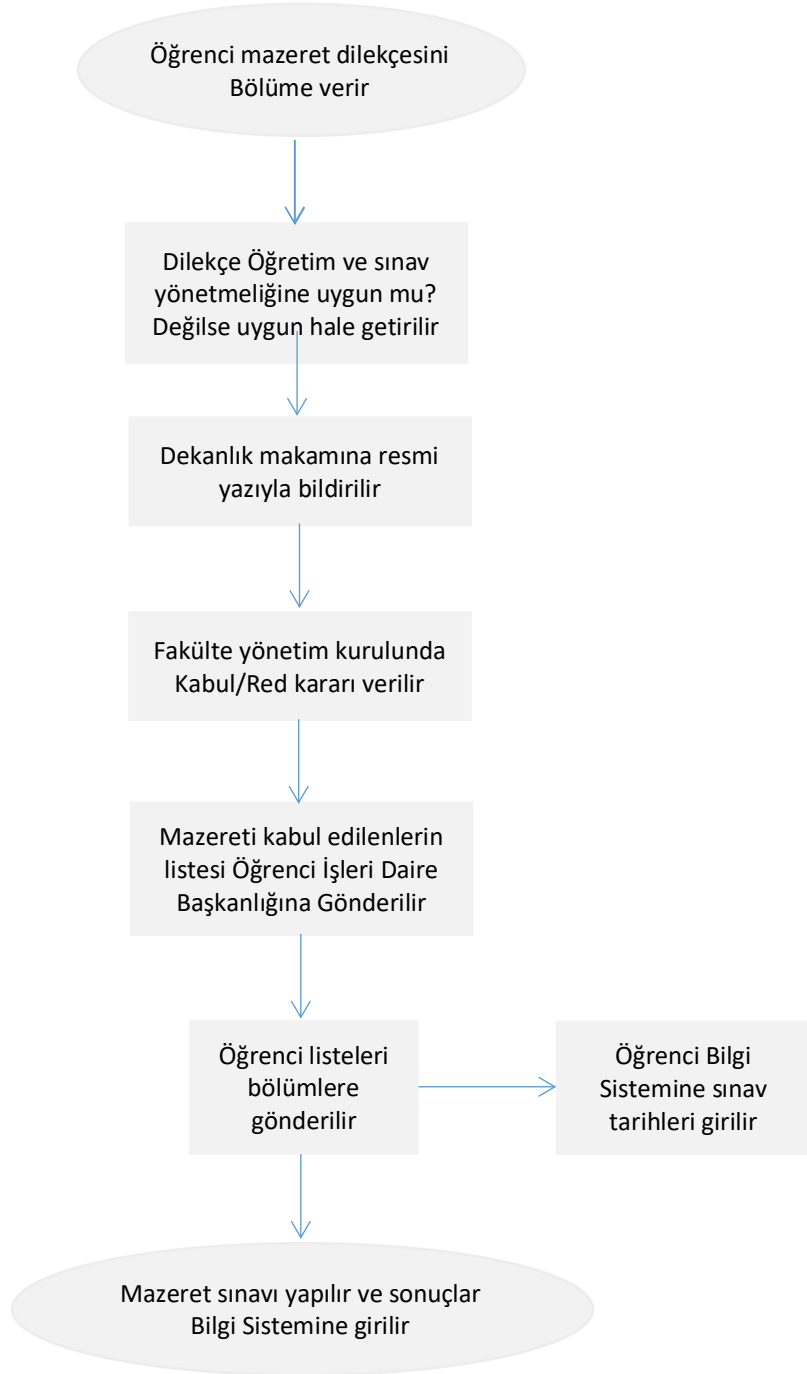 Öğrenci mazeret dilekçesini
Bölüme verir
Dilekçe Öğretim ve sınav
yönetmeliğine uygun mu?
Değilse uygun hale getirilir
Dekanlık makamına resmi
yazıyla bildirilir
Fakülte yönetim kurulunda
Kabul/Red kararı verilir
Mazereti kabul edilenlerin
listesi Öğrenci İşleri Daire
Başkanlığına Gönderilir
Öğrenci listeleri
bölümlere
gönderilir
Öğrenci Bilgi
Sistemine sınav
tarihleri girilir
Mazeret sınavı yapılır ve sonuçlar
Bilgi Sistemine girilir